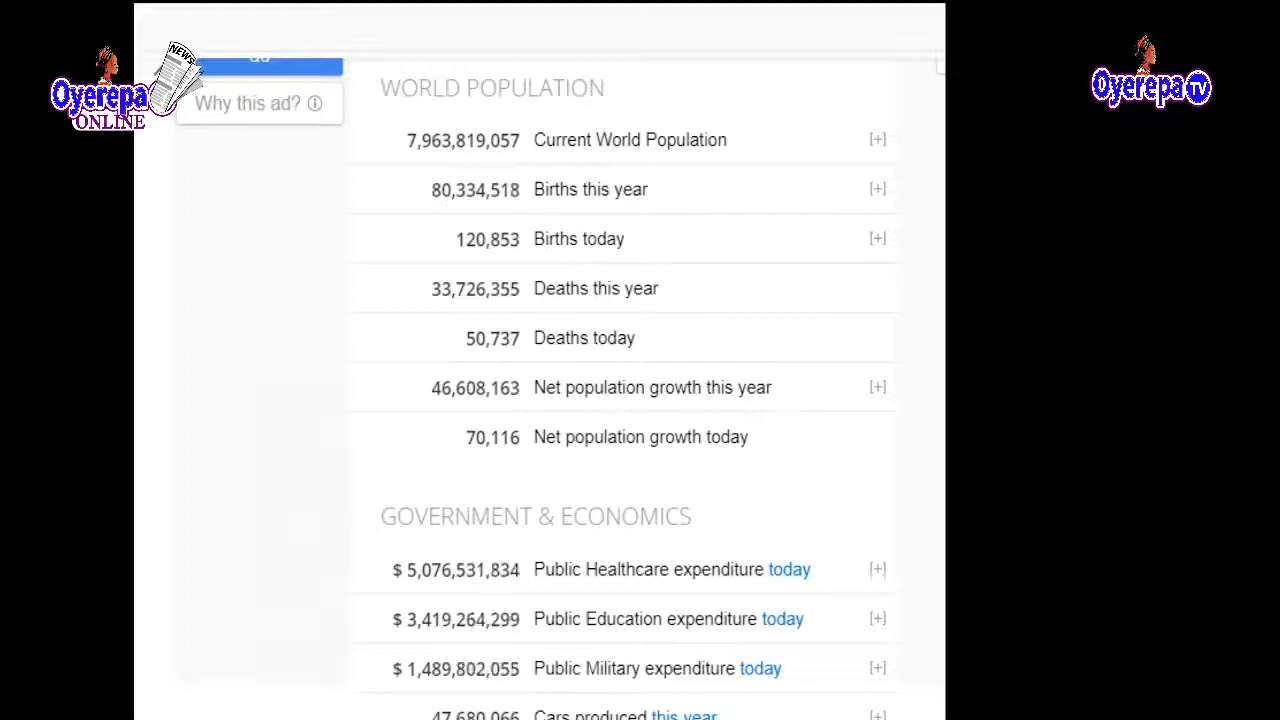 NEWS
Oyerepa
ONLINE
Oyerepa TV
ad
Why this ad?
WORLD POPULATION
7,963,819,057 Current World Population [+]
80,334,518 Births this year [+]
120,853 Births today [+]
33,726,355 Deaths this year
50,737 Deaths today
46,608,163 Net population growth this year [+]
70,116 Net population growth today
GOVERNMENT & ECONOMICS
$ 5,076,531,834 Public Healthcare expenditure today [+]
$ 3,419,264,299 Public Education expenditure today [+]
$ 1,489,802,055 Public Military expenditure today [+]
47,680,066 Cars produced this year [+]